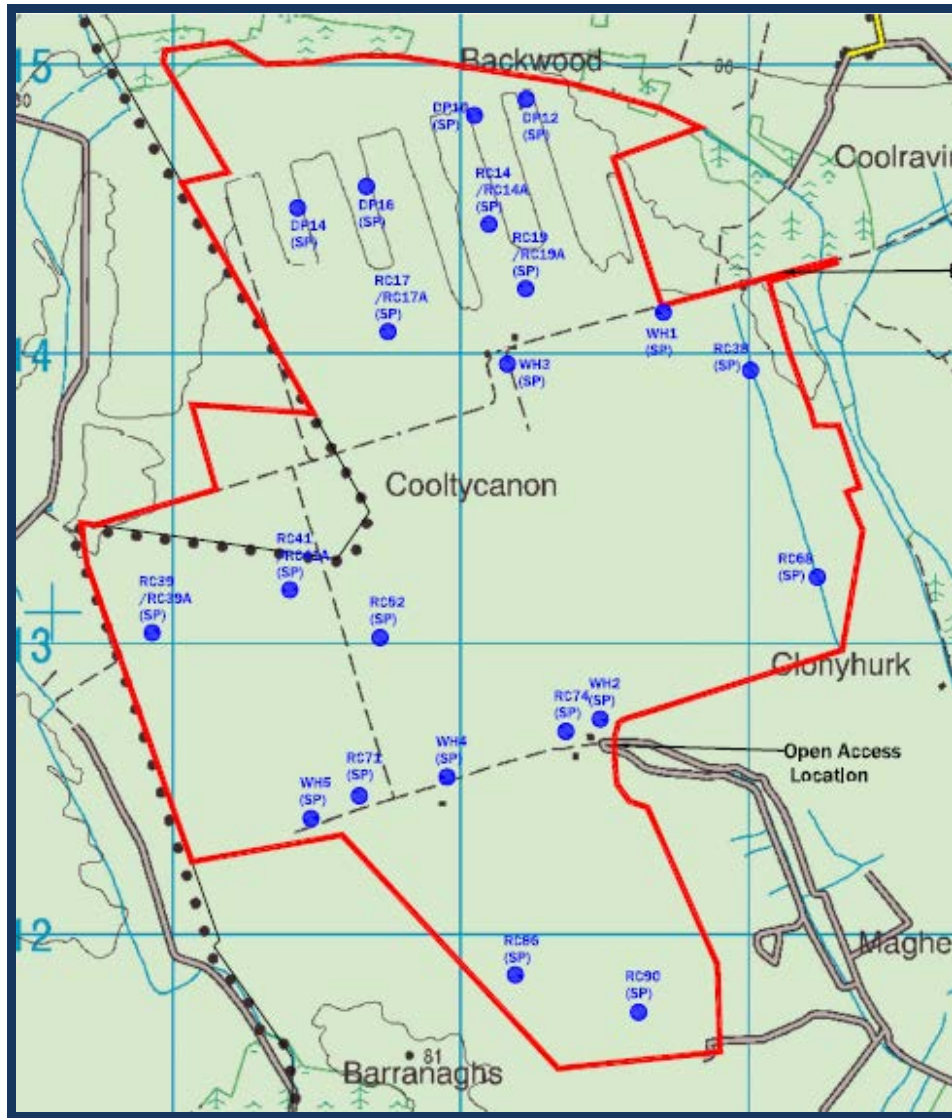 15
Backwood
86
DP12
(SP)
(SP)
Coolravin
RC14
/RC14A
(SP)
DP16
(SP)
DP14
(SP)
RC19
/RC19A
(SP)
RC17
/RC17A
(SP)
WH1
(SP)
RC38
(SP)
14
WH3
(SP)
Cooltycanon
RC41
(SP)
RC39
/RC39A
(SP)
RC52
(SP)
RC68
(SP)
13
Clonyhurk
RC74
(SP)
WH2
(SP)
Open Access
Location
WH4
(SP)
RC71
(SP)
WH5
(SP)
12
RC86
(SP)
RC90
(SP)
Maghe
81
Barranaghs